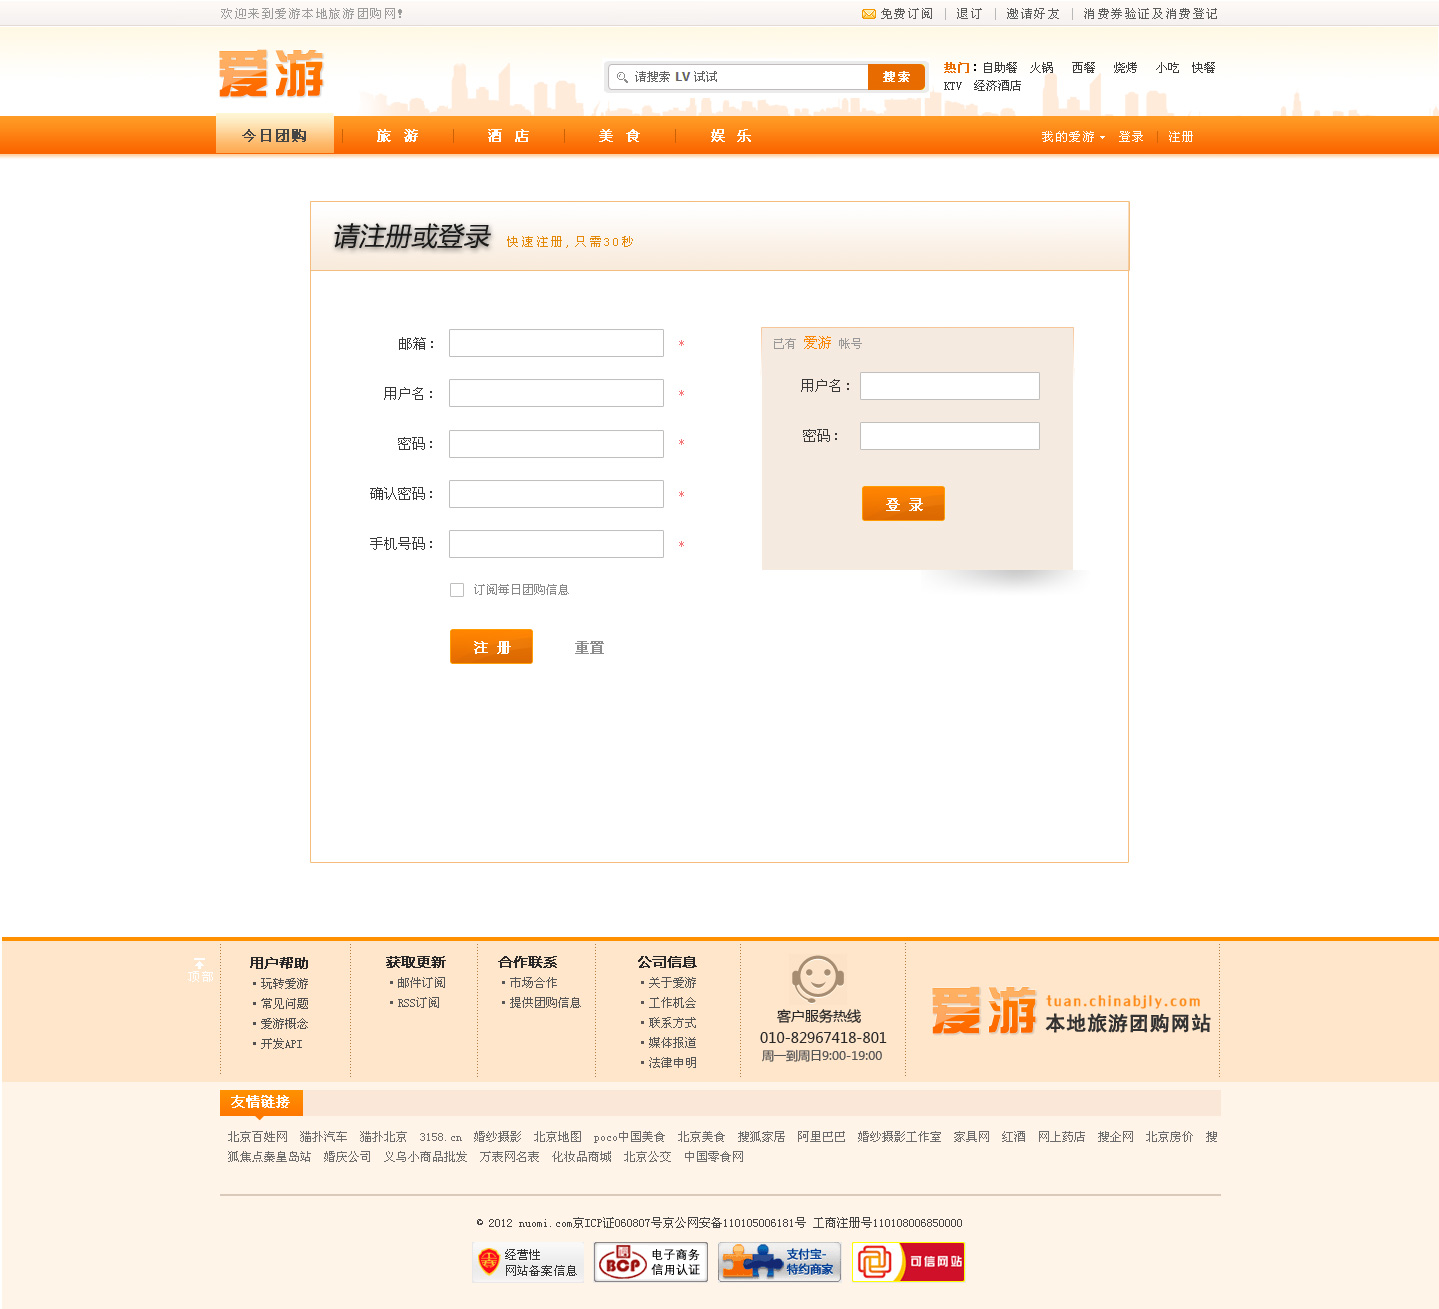 欢迎来到爱游本地旅游团购网!
免费订阅 | 退订 | 邀请好友 | 消费券验证及消费登记
爱游
请搜索 LV 试试
搜索
热门：自助餐 火锅 西餐 烧烤 小吃 快餐
KTV 经济酒店
今日团购 旅游 酒店 美食 娱乐
我的爱游 登录 | 注册
请注册或登录 快速注册，只需30秒
邮箱： *
用户名： *
密码： *
确认密码： *
手机号码： *
订阅每日团购信息
注册 重置
已有 爱游 帐号
用户名：
密码：
登录
顶部
用户帮助
玩转爱游
常见问题
爱游概念
开发API
获取更新
邮件订阅
RSS订阅
合作联系
市场合作
提供团购信息
公司信息
关于爱游
工作机会
联系方式
媒体报道
法律申明
客户服务热线
010-82967418-801
周一到周日9:00-19:00
爱游
tuan.chinabjly.com
本地旅游团购网站
友情链接
北京百姓网 猫扑汽车 猫扑北京 3158.cn 婚纱摄影 北京地图 poco中国美食 北京美食 搜狐家居 阿里巴巴 婚纱摄影工作室 家具网 红酒 网上药店 搜企网 北京房价 搜
狐焦点秦皇岛站 婚庆公司 义乌小商品批发 万表网名表 化妆品商城 北京公交 中国零食网
© 2012 nuomi.com京ICP证060807号京公网安备110105006181号 工商注册号110108006850000
经营性
网站备案信息
BCP
电子商务
信用认证
支付宝-
特约商家
可信网站